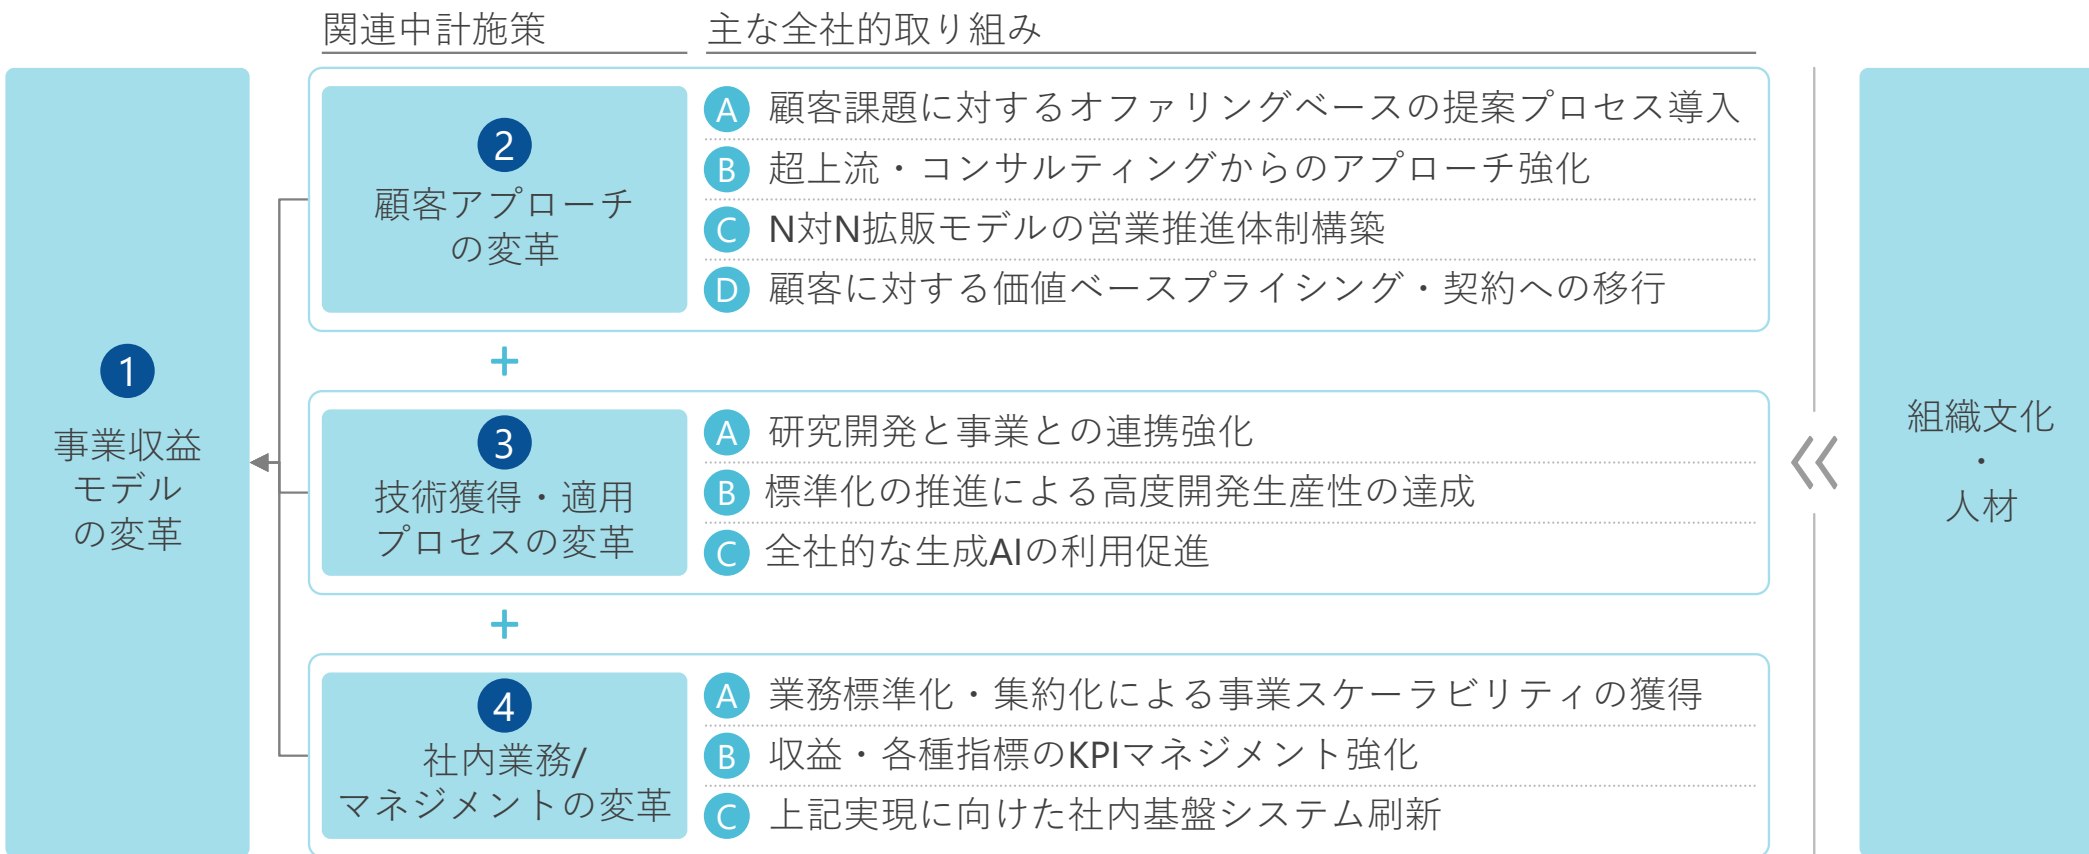 関連中計施策
主な全社的取り組み
1
事業収益
モデル
の変革
2
顧客アプローチ
の変革
A 顧客課題に対するオファリングベースの提案プロセス導入
B 超上流・コンサルティングからのアプローチ強化
C N対N拡販モデルの営業推進体制構築
D 顧客に対する価値ベースプライシング・契約への移行
+
3
技術獲得・適用
プロセスの変革
A 研究開発と事業との連携強化
B 標準化の推進による高度開発生産性の達成
C 全社的な生成AIの利用促進
+
4
社内業務/
マネジメントの変革
A 業務標準化・集約化による事業スケーラビリティの獲得
B 収益・各種指標のKPIマネジメント強化
C 上記実現に向けた社内基盤システム刷新
組織文化
・
人材